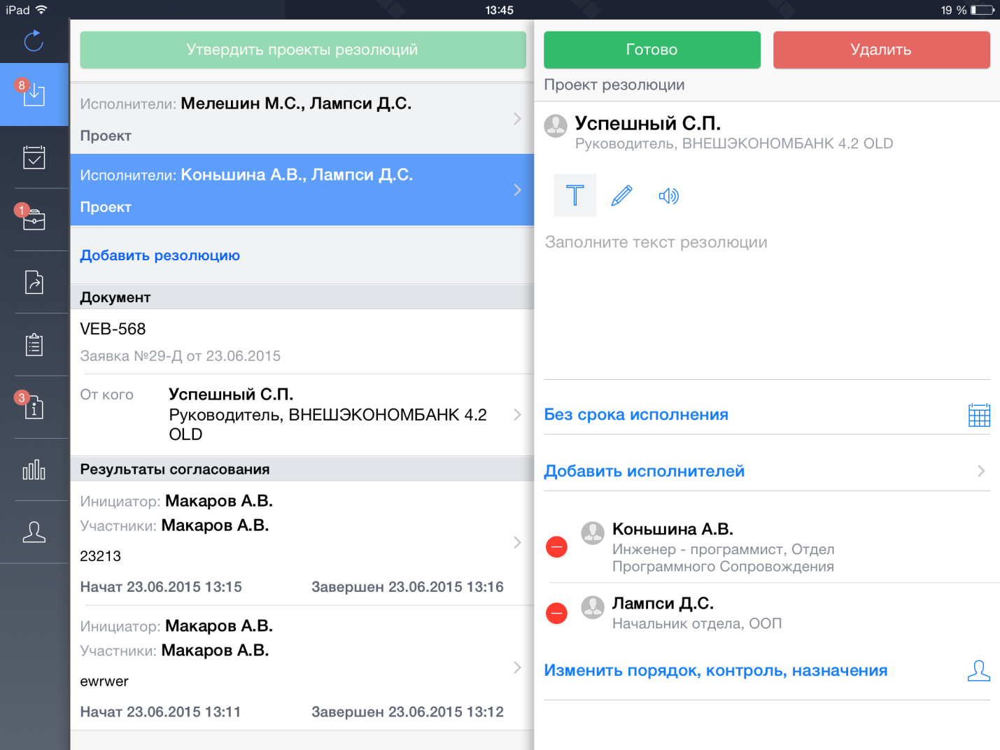 iPad 13:45 19 %
Утвердить проекты резолюций
8
Исполнители: Мелешин М.С., Лампси Д.С.
Проект
Исполнители: Коньшина А.В., Лампси Д.С.
Проект
1
Добавить резолюцию
Документ
VEB-568
Заявка №29-Д от 23.06.2015
От кого
Успешный С.П.
Руководитель, ВНЕШЭКОНОМБАНК 4.2
OLD
3
Результаты согласования
Инициатор: Макаров А.В.
Участники: Макаров А.В.
23213
Начат 23.06.2015 13:15 Завершен 23.06.2015 13:16
Инициатор: Макаров А.В.
Участники: Макаров А.В.
ewrwer
Начат 23.06.2015 13:11 Завершен 23.06.2015 13:12
Готово
Удалить
Проект резолюции
Успешный С.П.
Руководитель, ВНЕШЭКОНОМБАНК 4.2 OLD
T
Заполните текст резолюции
Без срока исполнения
Добавить исполнителей
Коньшина А.В.
Инженер - программист, Отдел
Программного Сопровождения
Лампси Д.С.
Начальник отдела, ООП
Изменить порядок, контроль, назначения